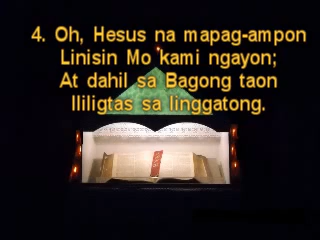 4. Oh, Hesus na mapag-ampon
Linisin Mo kami ngayon;
At dahil sa Bagong taon
Ililigtas sa linggatong.